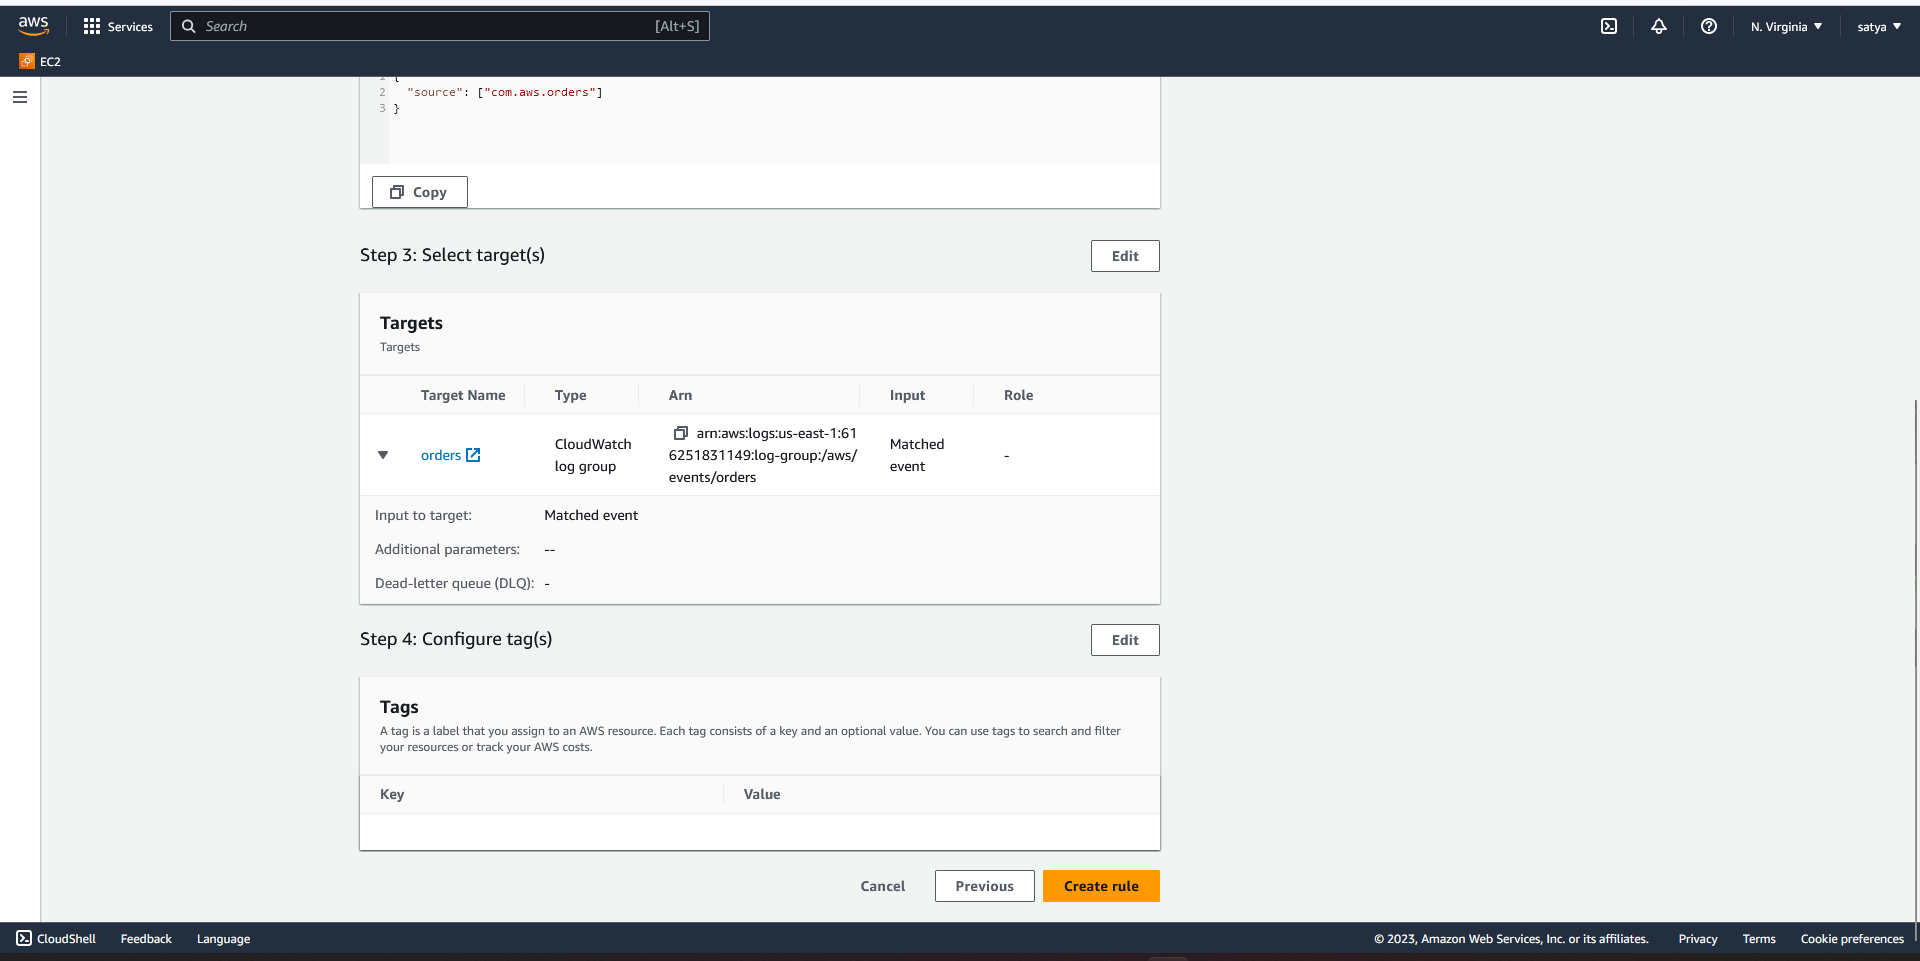 aws
Services
Search
[Alt+S]
N. Virginia
satya
EC2
1 {
2 "source": ["com.aws.orders"]
3 }
Copy
Step 3: Select target(s)
Edit
Targets
Targets
Target Name Type Arn Input Role
orders
CloudWatch
log group
arn:aws:logs:us-east-1:61
6251831149:log-group:/aws/
events/orders
Matched
event
-
Input to target: Matched event
Additional parameters: --
Dead-letter queue (DLQ): -
Step 4: Configure tag(s)
Edit
Tags
A tag is a label that you assign to an AWS resource. Each tag consists of a key and an optional value. You can use tags to search and filter
your resources or track your AWS costs.
Key Value
Cancel Previous Create rule
CloudShell Feedback Language © 2023, Amazon Web Services, Inc. or its affiliates. Privacy Terms Cookie preferences